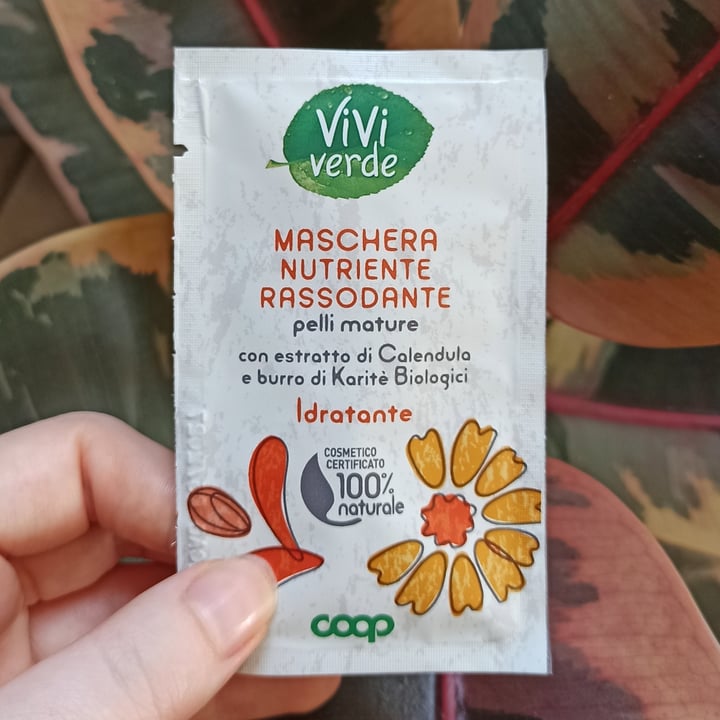 ViVi
verde
MASCHERA
NUTRIENTE
RASSODANTE
pelli mature
con estratto di Calendula
e burro di Karitè Biologici
Idratante
COSMETICO
CERTIFICATO
100%
naturale
coop